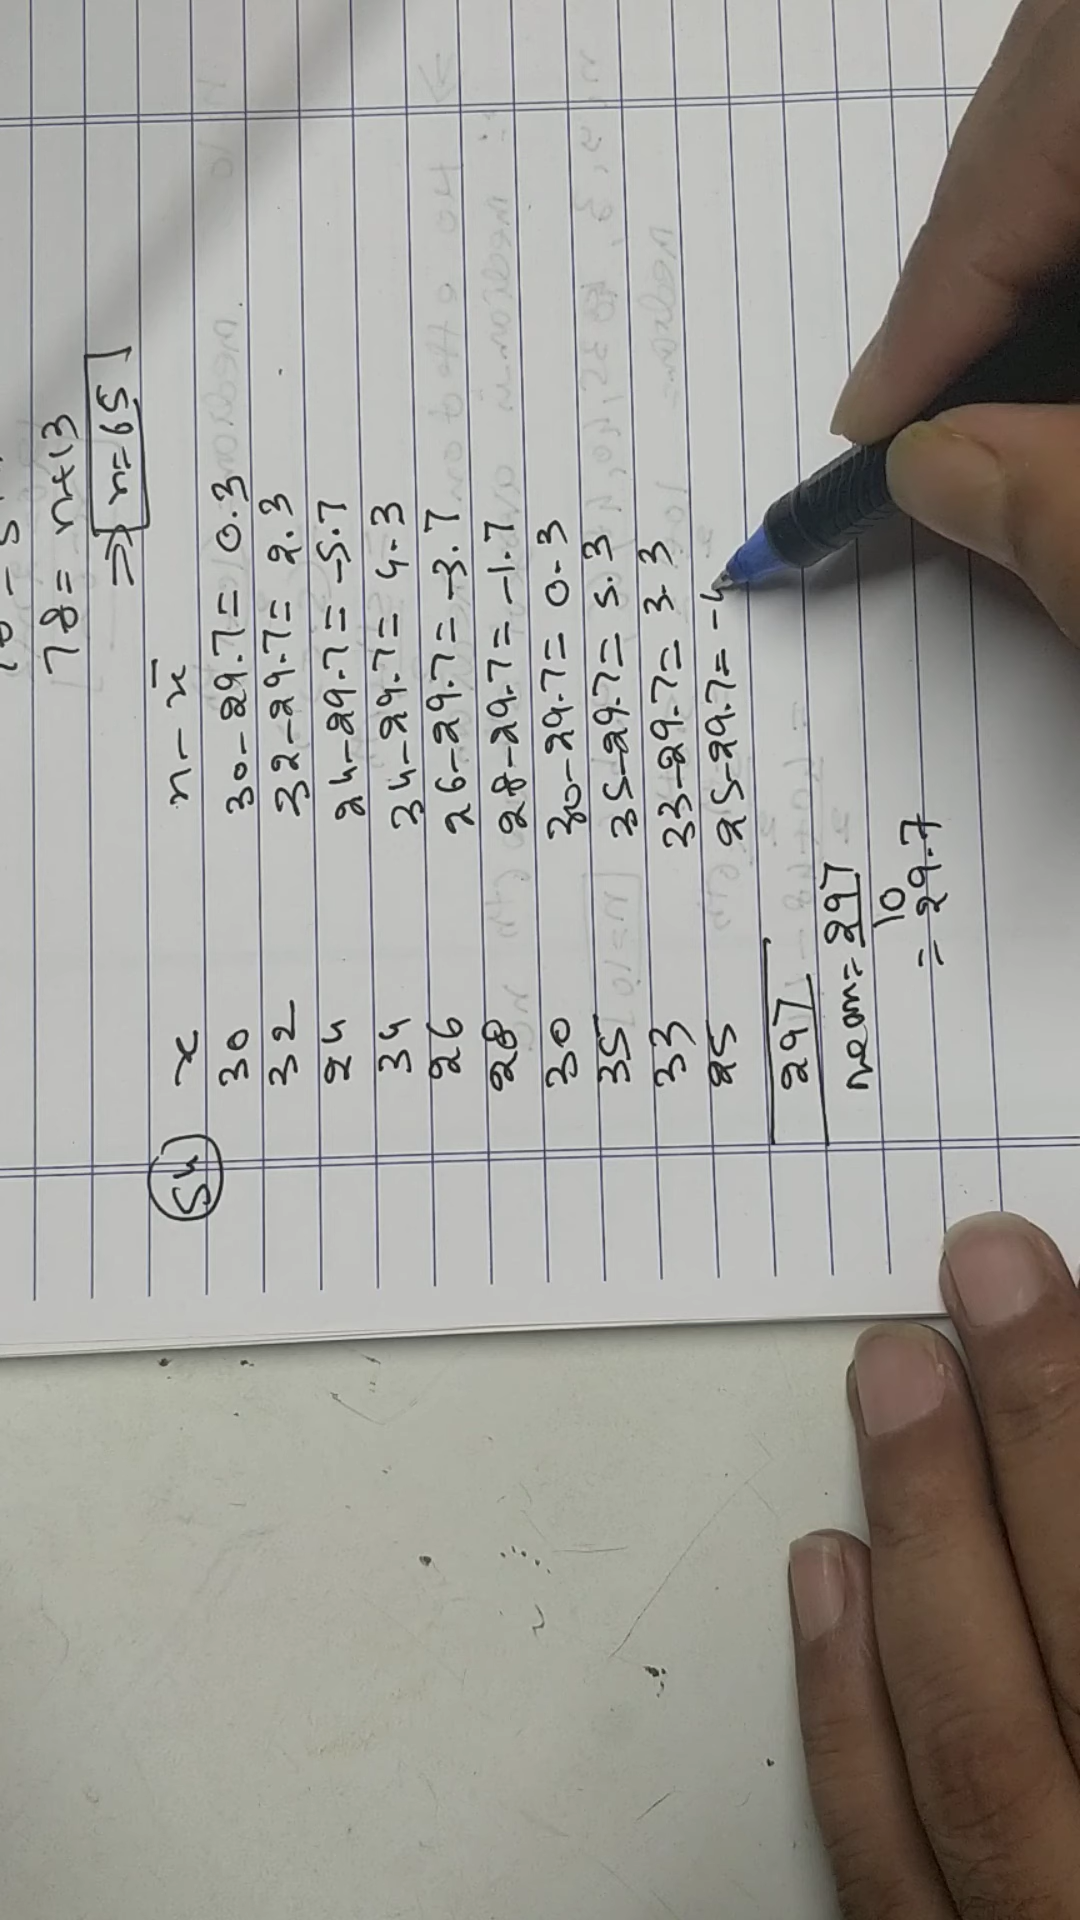 78 = x+13
⇒ x=65
54 x x - x̄
30 30-29.7= 0.3
32 32-29.7= 2.3
24 24-29.7= -5.7
34 34-29.7= 4.3
26 26-29.7= -3.7
28 28-29.7= -1.7
30 30-29.7= 0.3
35 35-29.7= 5.3
33 33-29.7= 3.3
25 25-29.7= -4
297
mean= 297
10
= 29.7